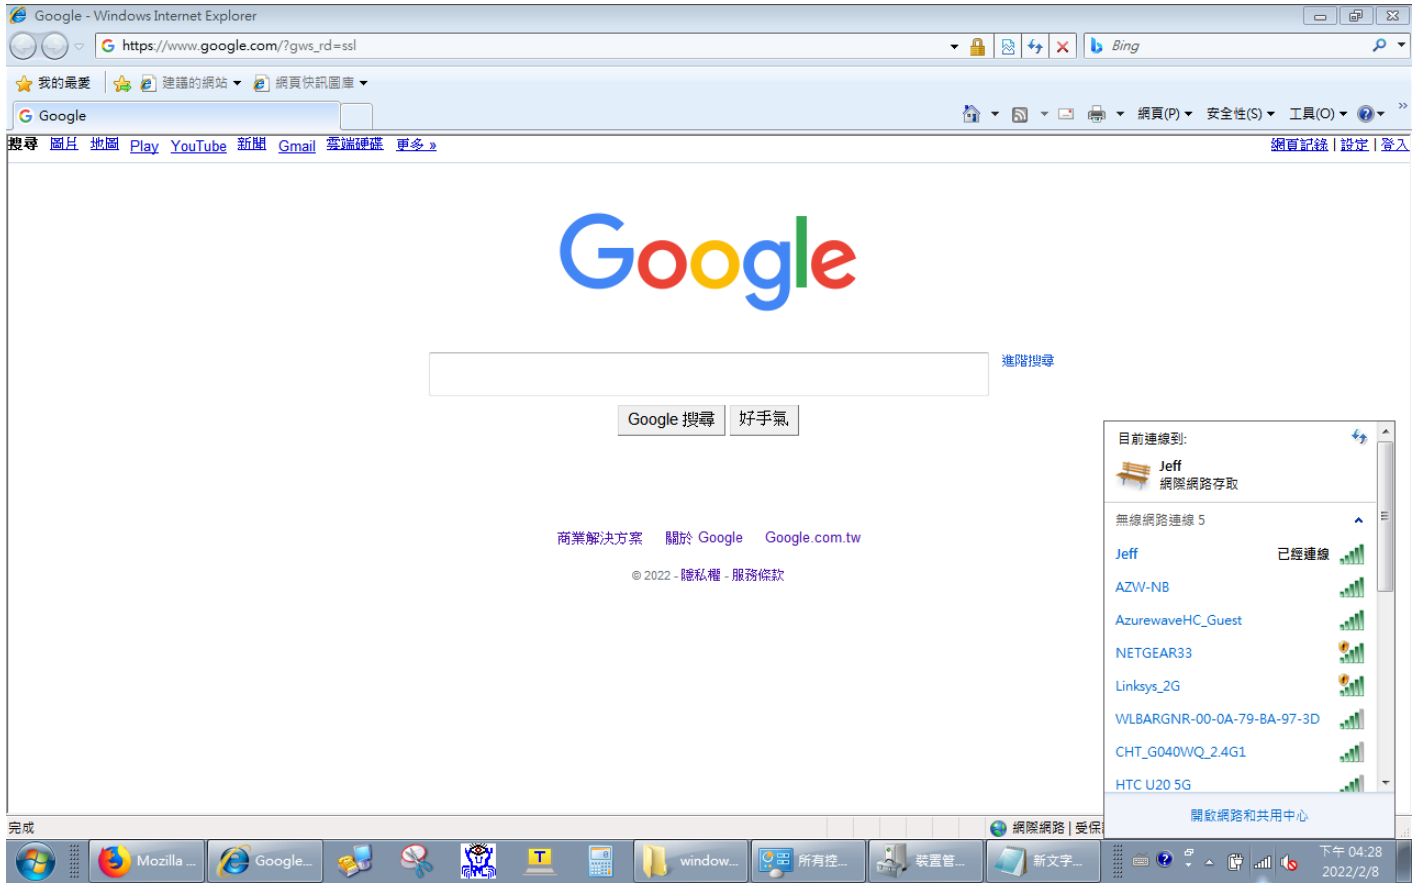 Google - Windows Internet Explorer
https://www.google.com/?gws_rd=ssl
Bing
我的最愛 建議的網站 網頁快訊圖庫
Google
網頁(P) 安全性(S) 工具(O) »
搜尋 圖片 地圖 Play YouTube 新聞 Gmail 雲端硬碟 更多 »
網頁記錄 | 設定 | 登入
Google
進階搜尋
Google 搜尋 好手氣
商業解決方案 關於 Google Google.com.tw
© 2022 - 隱私權 - 服務條款
目前連線到:
Jeff
網際網路存取
無線網路連線 5
Jeff 已經連線
AZW-NB
AzurewaveHC_Guest
NETGEAR33
Linksys_2G
WLBARGNR-00-0A-79-BA-97-3D
CHT_G040WQ_2.4G1
HTC U20 5G
開啟網路和共用中心
完成
網際網路 | 受保
Mozilla ... Google... window... 所有控... 裝置管... 新文字...
下午 04:28
2022/2/8